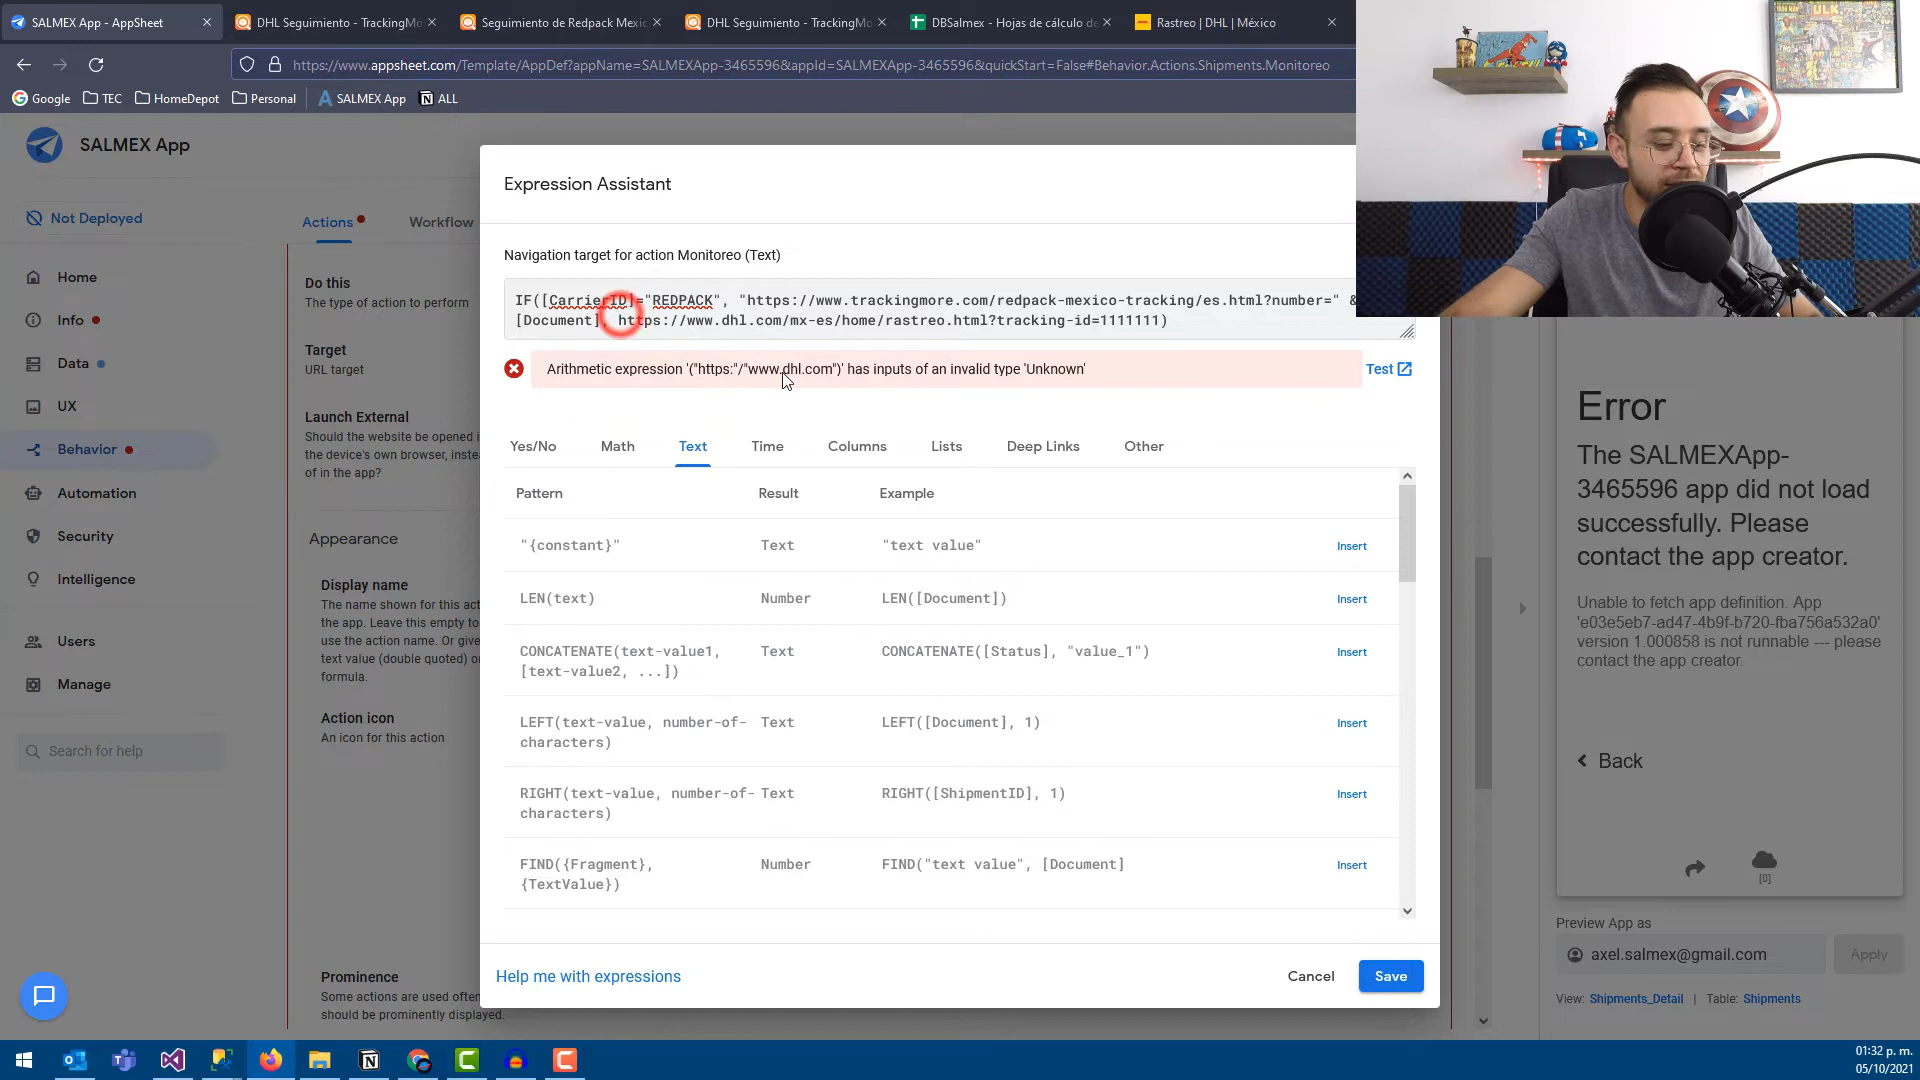 SALMEX App - AppSheet
DHL Seguimiento - TrackingMo
Seguimiento de Redpack Mexic
DHL Seguimiento - TrackingMo
DBSalmex - Hojas de cálculo de
Rastreo | DHL | México
https://www.appsheet.com/Template/AppDef?appName=SALMEXApp-3465596&appId=SALMEXApp-3465596&quickStart=False#Behavior.Actions.Shipments.Monitoreo
Google
TEC
HomeDepot
Personal
SALMEX App
ALL
SALMEX App
Not Deployed
Home
Info
Data
UX
Behavior
Automation
Security
Intelligence
Users
Manage
Search for help
Actions
Workflow
Do this
The type of action to perform
Target
URL target
Launch External
Should the website be opened i
the device's own browser, inste
of in the app?
Appearance
Display name
The name shown for this act
the app. Leave this empty to
use the action name. Or give
text value (double quoted) o
formula.
Action icon
An icon for this action
Prominence
Some actions are used often
should be prominently displayed.
Expression Assistant
Navigation target for action Monitoreo (Text)
IF([CarrierID]="REDPACK", "https://www.trackingmore.com/redpack-mexico-tracking/es.html?number=" &
[Document], https://www.dhl.com/mx-es/home/rastreo.html?tracking-id=1111111)
Arithmetic expression '("https:"/"www.dhl.com")' has inputs of an invalid type 'Unknown'
Test
Yes/No
Math
Text
Time
Columns
Lists
Deep Links
Other
Pattern
Result
Example
"{constant}"
Text
"text value"
Insert
LEN(text)
Number
LEN([Document])
Insert
CONCATENATE(text-value1,
[text-value2, ...])
Text
CONCATENATE([Status], "value_1")
Insert
LEFT(text-value, number-of-
characters)
Text
LEFT([Document], 1)
Insert
RIGHT(text-value, number-of-
characters)
Text
RIGHT([ShipmentID], 1)
Insert
FIND({Fragment},
{TextValue})
Number
FIND("text value", [Document]
Insert
Help me with expressions
Cancel
Save
Error
The SALMEXApp-
3465596 app did not load
successfully. Please
contact the app creator.
Unable to fetch app definition. App
'e03e5eb7-ad47-4b9f-b720-fba756a532a0'
version 1.000858 is not runnable --- please
contact the app creator.
Back
[0]
Preview App as
axel.salmex@gmail.com
Apply
View: Shipments_Detail | Table: Shipments
01:32 p. m.
05/10/2021